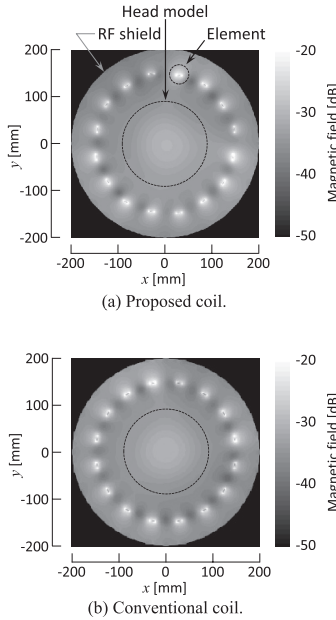 Head model
RF shield
Element
200
100
0
-100
-200
y [mm]
-200 -100 0 100 200
x [mm]
-20
-30
-40
-50
Magnetic field [dB]
(a) Proposed coil.
200
100
0
-100
-200
y [mm]
-200 -100 0 100 200
x [mm]
-20
-30
-40
-50
Magnetic field [dB]
(b) Conventional coil.